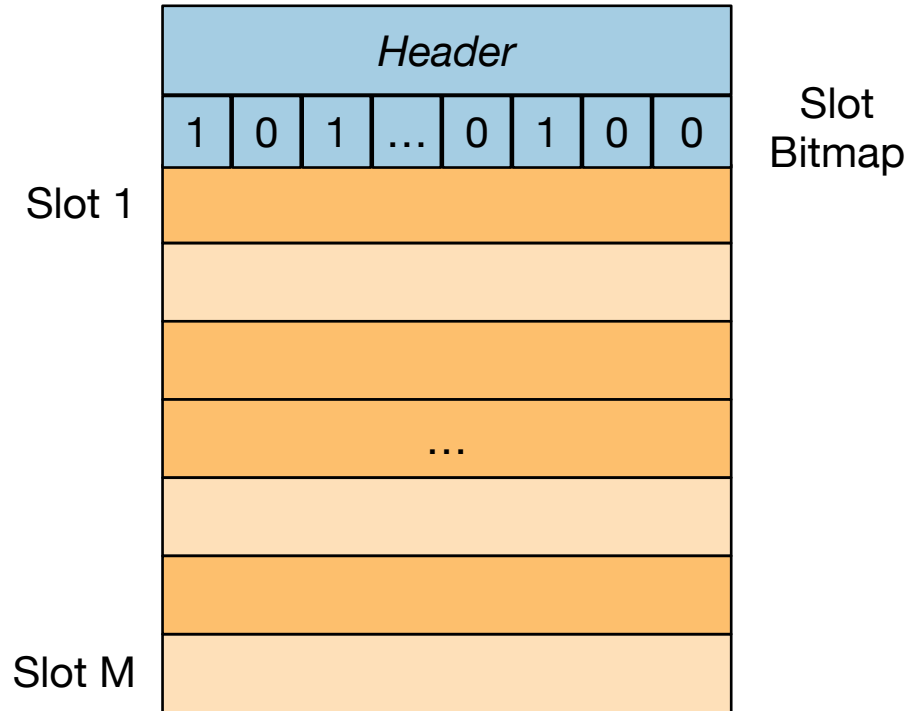 Header
1 0 1 ... 0 1 0 0
Slot
Bitmap
Slot 1
...
Slot M